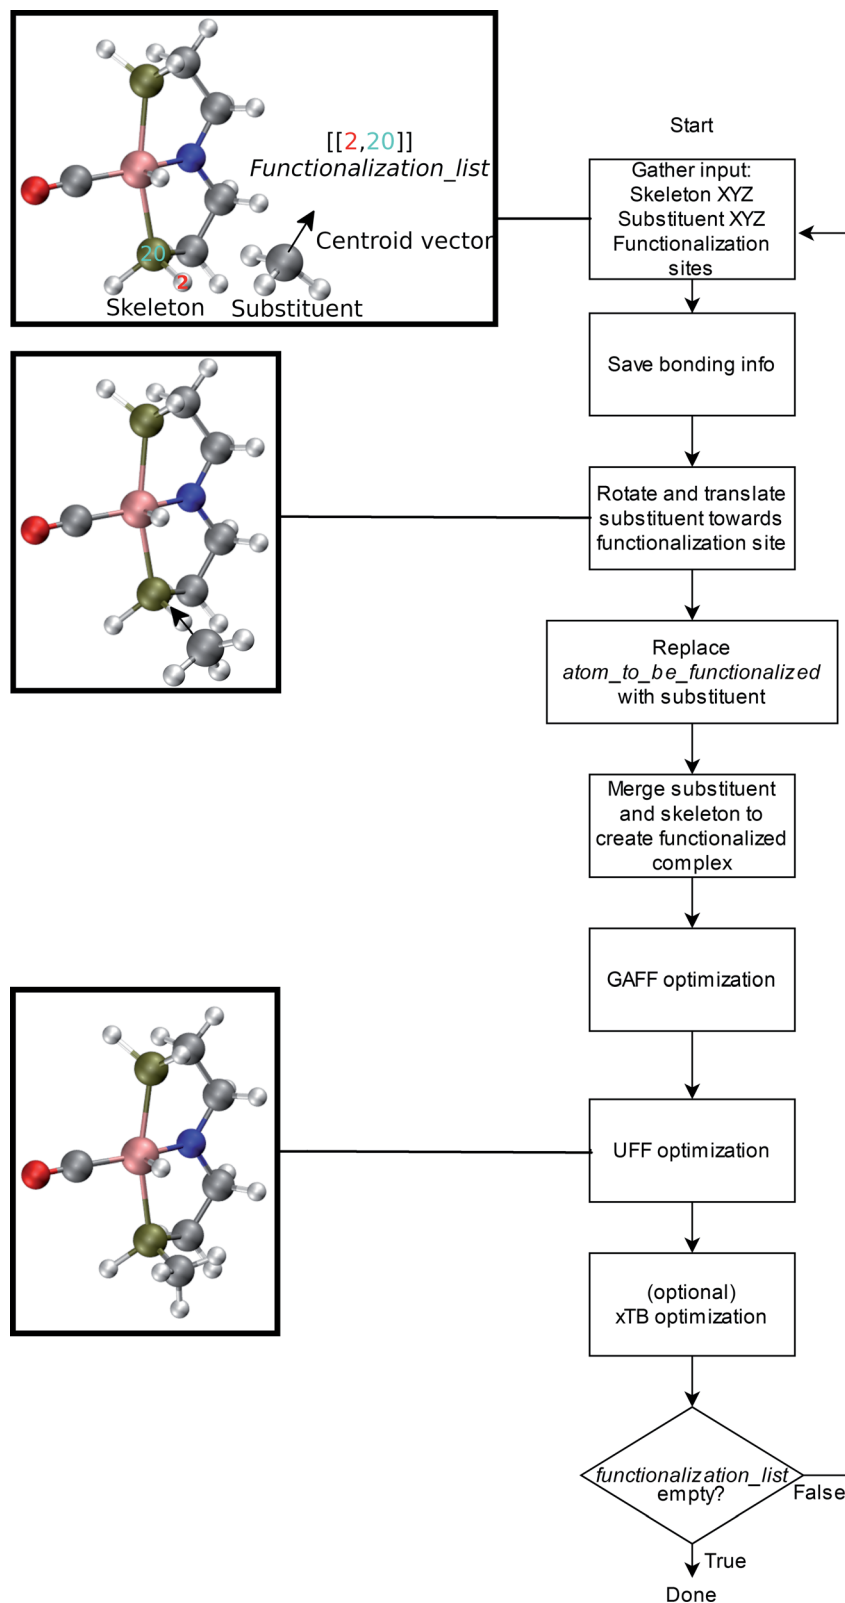 [[2,20]]
Functionalization_list
Centroid vector
20
2
Skeleton
Substituent
Start
Gather input:
Skeleton XYZ
Substituent XYZ
Functionalization
sites
Save bonding info
Rotate and translate
substituent towards
functionalization site
Replace
atom_to_be_functionalized
with substituent
Merge substituent
and skeleton to
create functionalized
complex
GAFF optimization
UFF optimization
(optional)
xTB optimization
functionalization_list
empty?
False
True
Done